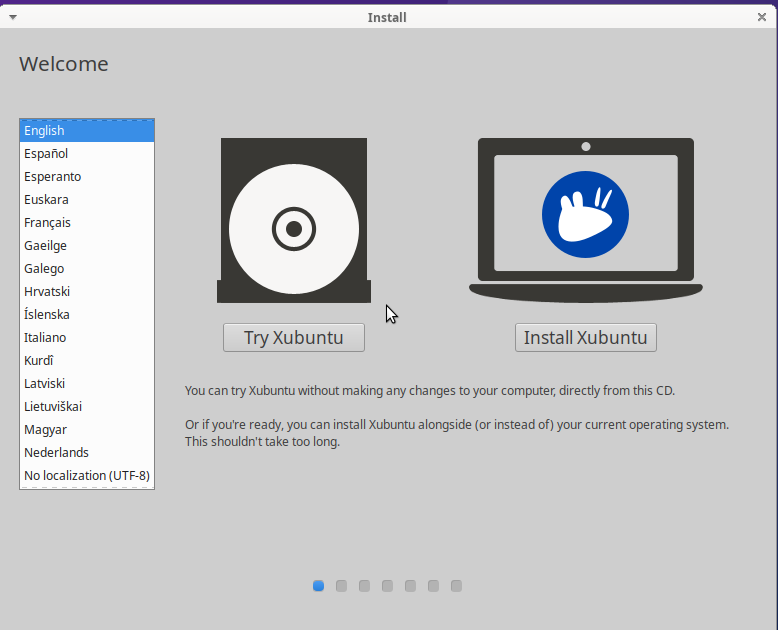 Install
Welcome
English
Español
Esperanto
Euskara
Français
Gaeilge
Galego
Hrvatski
Íslenska
Italiano
Kurdî
Latviski
Lietuviškai
Magyar
Nederlands
No localization (UTF-8)
Try Xubuntu
Install Xubuntu
You can try Xubuntu without making any changes to your computer, directly from this CD.
Or if you're ready, you can install Xubuntu alongside (or instead of) your current operating system.
This shouldn't take too long.